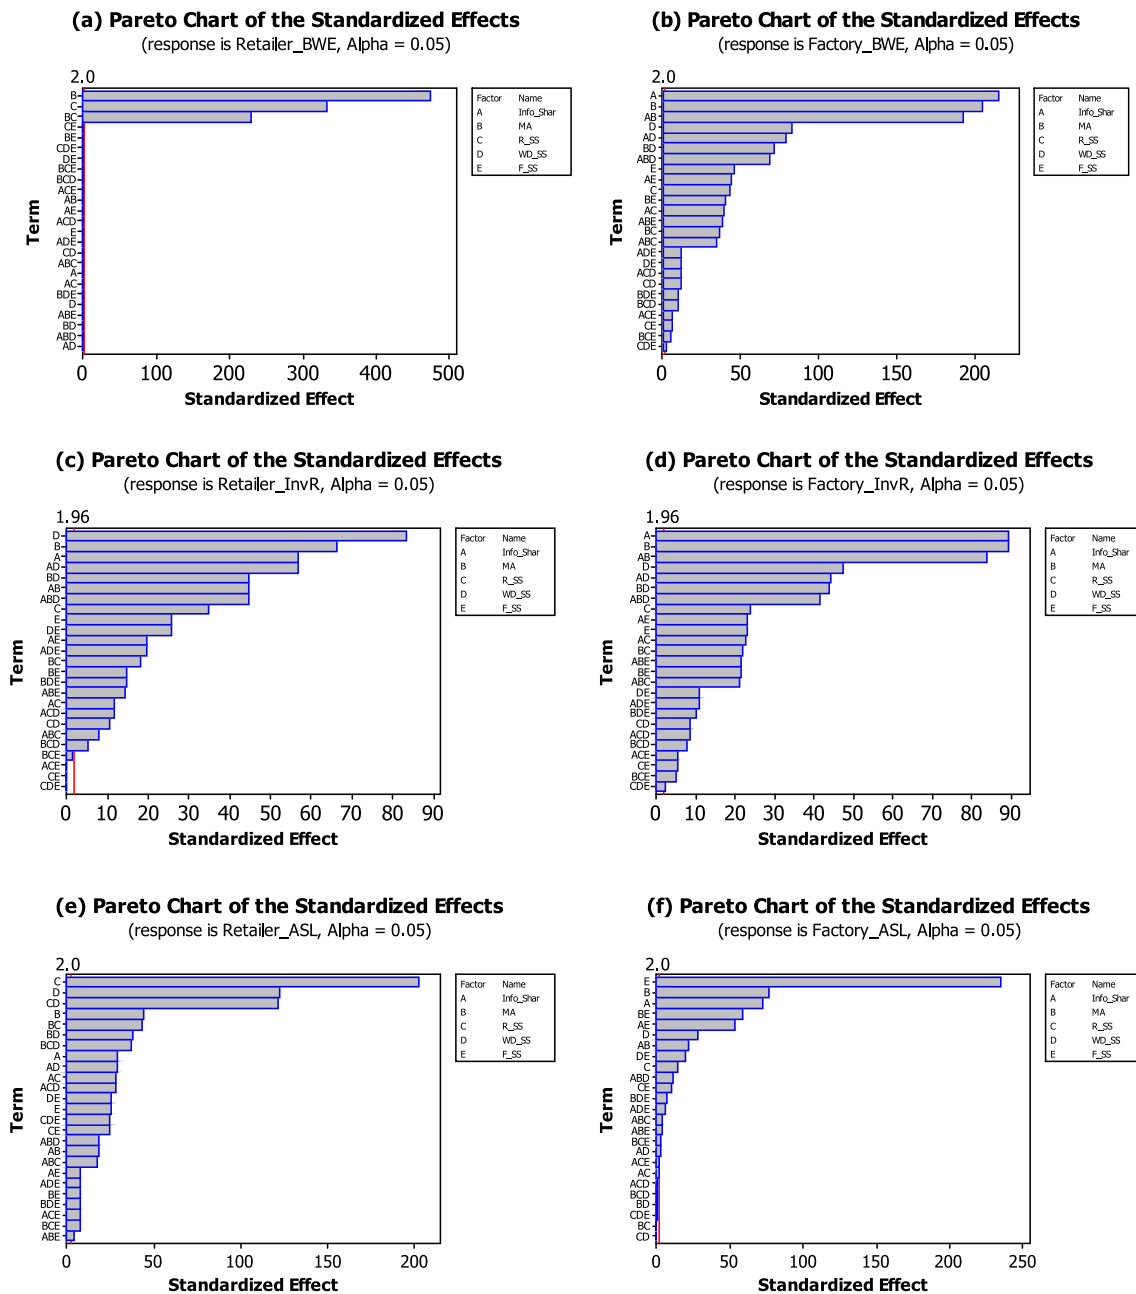 (a) Pareto Chart of the Standardized Effects
(response is Retailer_BWE, Alpha = 0.05)
2.0
B
C
BC
CE
BE
CDE
DE
BCE
BCD
ACE
AB
AE
ACD
E
ADE
CD
ABC
A
AC
BDE
D
ABE
BD
ABD
AD
Term
0 100 200 300 400 500
Standardized Effect
Factor Name
A Info_Shar
B MA
C R_SS
D WD_SS
E F_SS
(b) Pareto Chart of the Standardized Effects
(response is Factory_BWE, Alpha = 0.05)
2.0
A
B
AB
D
AD
BD
ABD
E
AE
C
BE
AC
ABE
BC
ABC
ADE
DE
ACD
CD
BDE
BCD
ACE
CE
BCE
CDE
Term
0 50 100 150 200
Standardized Effect
Factor Name
A Info_Shar
B MA
C R_SS
D WD_SS
E F_SS
(c) Pareto Chart of the Standardized Effects
(response is Retailer_InvR, Alpha = 0.05)
1.96
D
B
A
AD
BD
AB
ABD
C
E
DE
AE
ADE
BC
BE
BDE
ABE
AC
ACD
CD
ABC
BCD
BCE
ACE
CE
CDE
Term
0 10 20 30 40 50 60 70 80 90
Standardized Effect
Factor Name
A Info_Shar
B MA
C R_SS
D WD_SS
E F_SS
(d) Pareto Chart of the Standardized Effects
(response is Factory_InvR, Alpha = 0.05)
1.96
A
B
AB
D
AD
BD
ABD
C
AE
E
AC
BC
ABE
BE
ABC
DE
ADE
BDE
CD
ACD
BCD
ACE
CE
BCE
CDE
Term
0 10 20 30 40 50 60 70 80 90
Standardized Effect
Factor Name
A Info_Shar
B MA
C R_SS
D WD_SS
E F_SS
(e) Pareto Chart of the Standardized Effects
(response is Retailer_ASL, Alpha = 0.05)
2.0
C
D
CD
B
BC
BD
BCD
A
AD
AC
ACD
DE
E
CDE
CE
ABD
AB
ABC
AE
ADE
BE
BDE
ACE
BCE
ABE
Term
0 50 100 150 200
Standardized Effect
Factor Name
A Info_Shar
B MA
C R_SS
D WD_SS
E F_SS
(f) Pareto Chart of the Standardized Effects
(response is Factory_ASL, Alpha = 0.05)
2.0
E
B
A
BE
AE
D
AB
DE
C
ABD
CE
BDE
ADE
ABC
ABE
BCE
AD
ACE
AC
ACD
BCD
BD
CDE
BC
CD
Term
0 50 100 150 200 250
Standardized Effect
Factor Name
A Info_Shar
B MA
C R_SS
D WD_SS
E F_SS